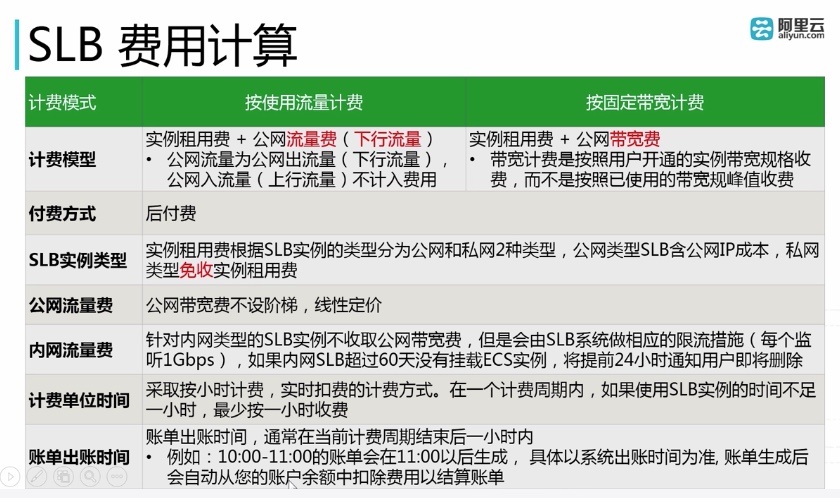 SLB 费用计算
阿里云
aliyun.com
计费模式
按使用流量计费
按固定带宽计费
计费模型
实例租用费 + 公网流量费（下行流量）
• 公网流量为公网出流量（下行流量），
公网入流量（上行流量）不计入费用
实例租用费 + 公网带宽费
• 带宽计费是按照用户开通的实例带宽规格收
费，而不是按照已使用的带宽规峰值收费
付费方式
后付费
SLB实例类型
实例租用费根据SLB实例的类型分为公网和私网2种类型，公网类型SLB含公网IP成本，私网
类型免收实例租用费
公网流量费
公网带宽费不设阶梯，线性定价
内网流量费
针对内网类型的SLB实例不收取公网带宽费，但是会由SLB系统做相应的限流措施（每个监
听1Gbps），如果内网SLB超过60天没有挂载ECS实例，将提前24小时通知用户即将删除
计费单位时间
采取按小时计费，实时扣费的计费方式。在一个计费周期内，如果使用SLB实例的时间不足
一小时，最少按一小时收费
账单出账时间
账单出账时间，通常在当前计费周期结束后一小时内
• 例如：10:00-11:00的账单会在11:00以后生成， 具体以系统出账时间为准, 账单生成后
会自动从您的账户余额中扣除费用以结算账单